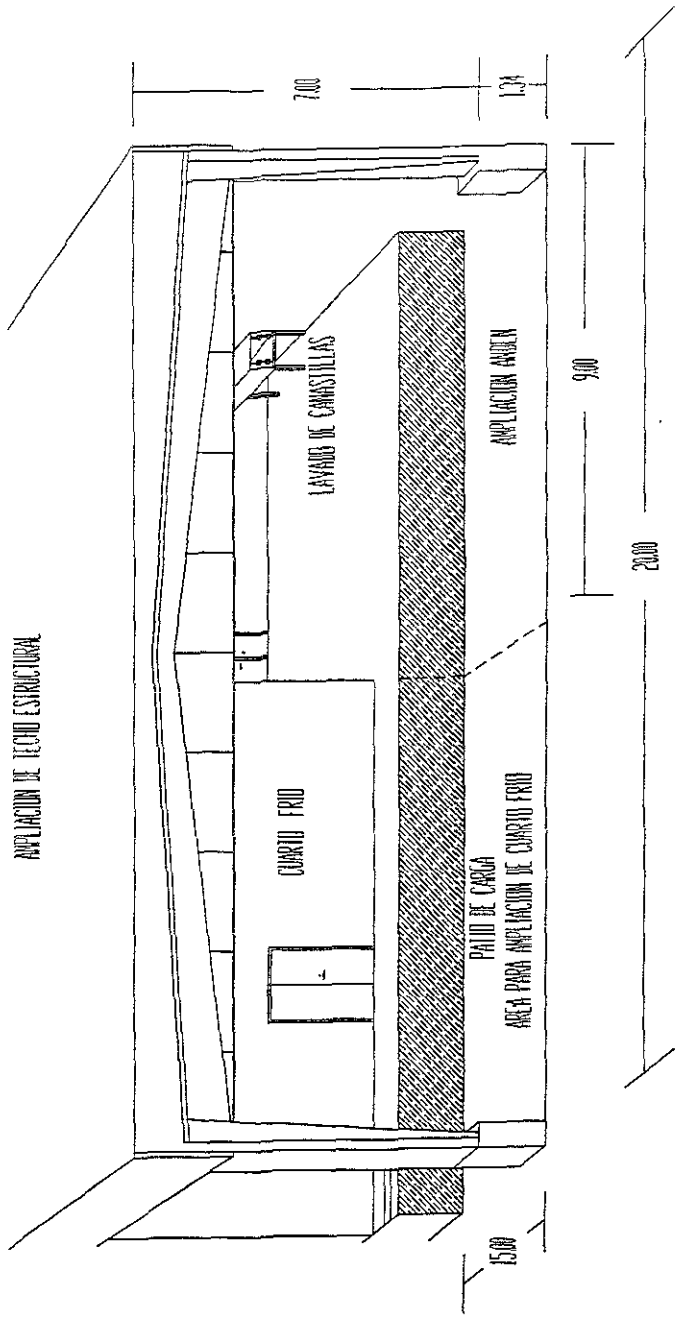 AMPLIACION DE TECHO ESTRUCTURAL
7.00
1.34
CUARTO FRIO
LAVADO DE CANASTILLAS
PATIO DE CARGA
AREA PARA AMPLIACION DE CUARTO FRIO
AMPLIACION ANDEN
15.00
9.00
20.00